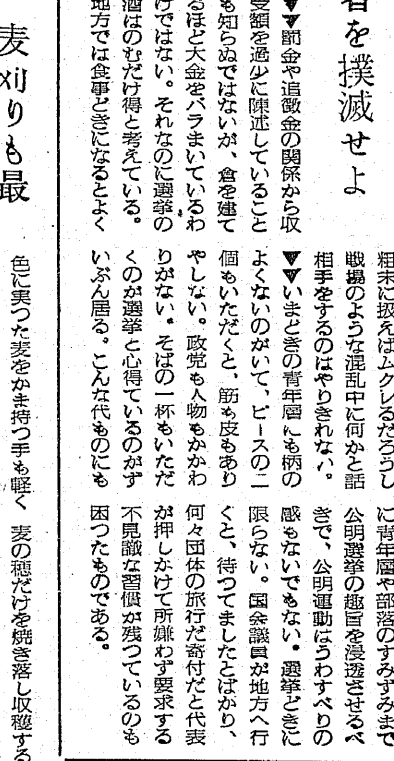 者を撲滅せよ
▼▼罰金や追徴金の関係から収
受額を過少に陳述していること
も知らぬではないが、倉を建て
るほど大金をバラまいているわ
けではない。それなのに選挙の
酒はのむだけ得と考えている。
地方では食事どきになるとよく
粗末に扱えばムクレるだろうし
戦場のような混乱中に何かと話
相手をするのはやりきれない。
▼▼いまどきの青年層にも柄の
よくないのがいて、ピースの二
個もいただくと、筋も皮もあり
やしない。政党も人物もかかわ
りがない。そばの一杯もいただ
くのが選挙と心得ているのがず
いぶん居る。こんな代ものにも
に青年層や部落のすみずみまで
公明選挙の趣旨を浸透させるべ
きで、公明運動はうわすべりの
感もないでもない。選挙どきに
限らない。国会議員が地方へ行
くと、待つてましたとばかり、
何々団体の旅行だ寄付だと代表
が押しかけて所嫌わず要求する
不見識な習慣が残つているのも
困つたものである。
麦刈りも最
色に実つた麦をかま持つ手も軽く
麦の穂だけを焼き落し収穫する